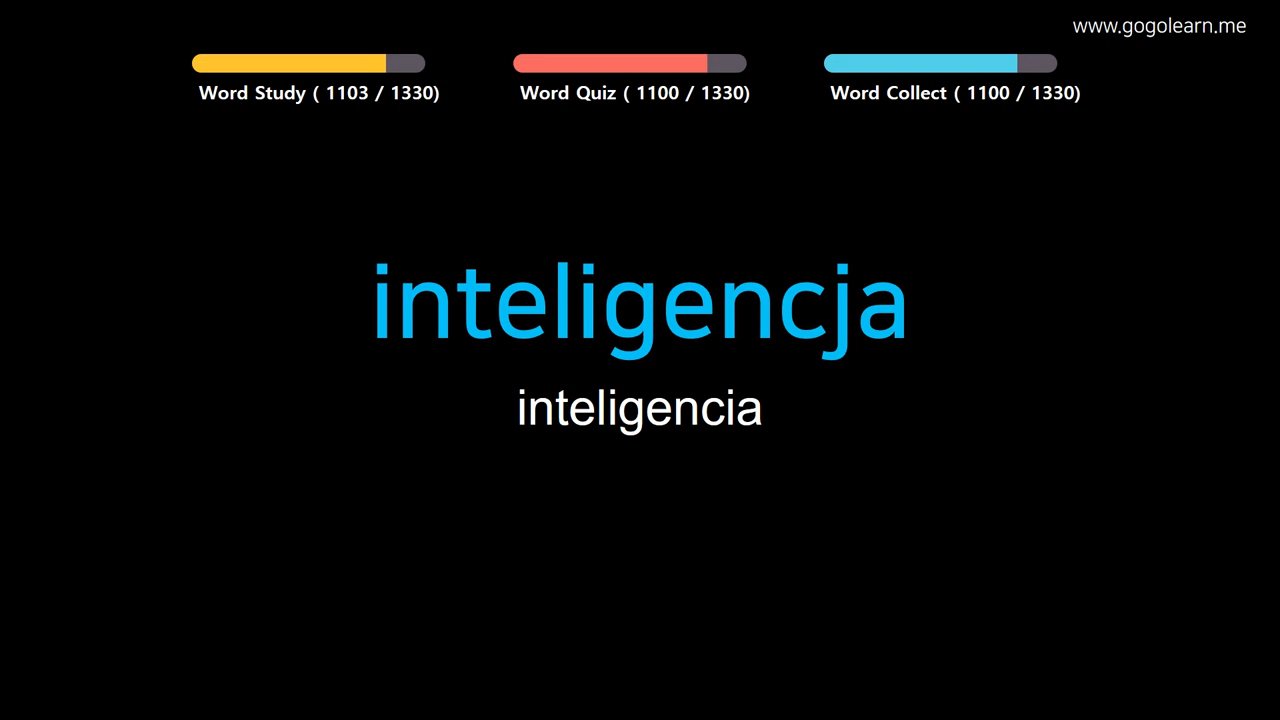 www.gogolearn.me
Word Study ( 1103 / 1330)
Word Quiz ( 1100 / 1330)
Word Collect ( 1100 / 1330)
inteligencja
inteligencia